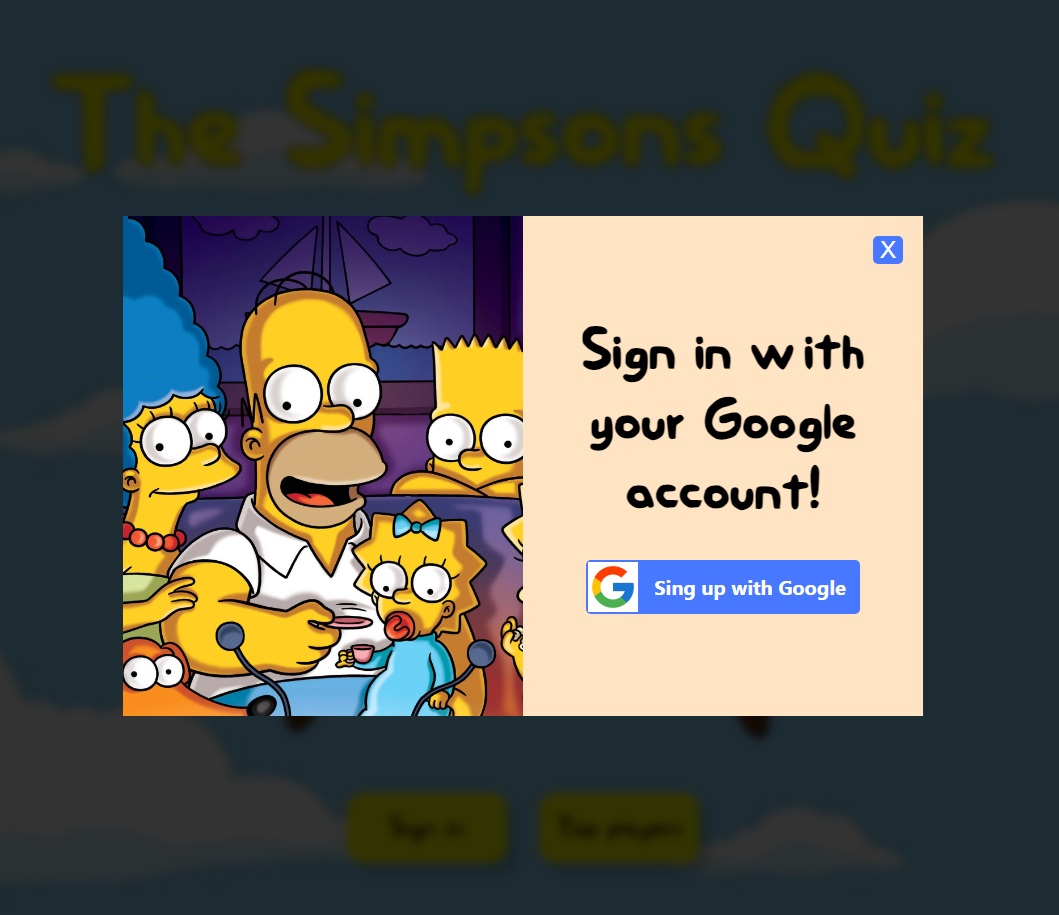 The Simpsons Quiz
X
Sign in with
your Google
account!
G
Sing up with Google
Sign in
Top players